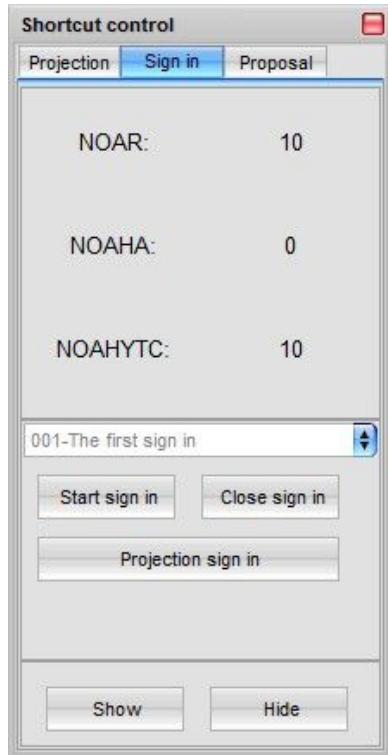 Shortcut control
Projection Sign in Proposal
NOAR: 10
NOAHA: 0
NOAHYTC: 10
001-The first sign in
Start sign in Close sign in
Projection sign in
Show Hide